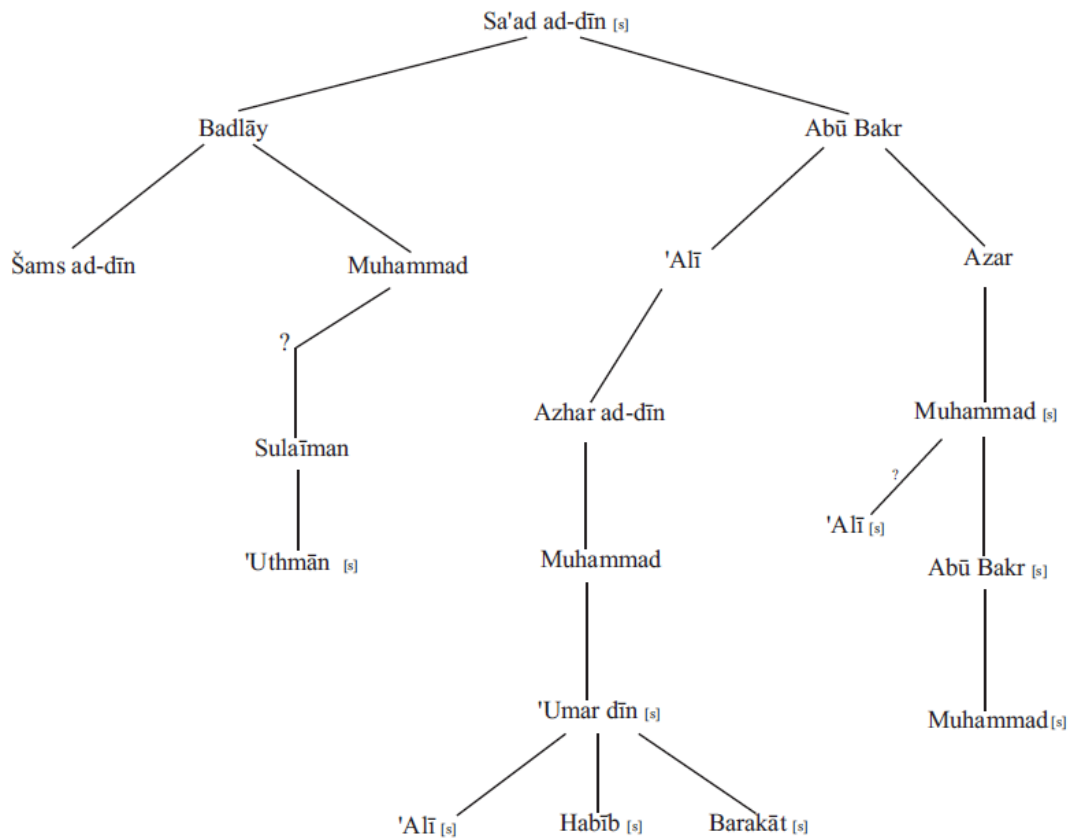 Sa'ad ad-dīn [s]
Badlāy
Abū Bakr
Šams ad-dīn
Muhammad
'Alī
Azar
?
Azhar ad-dīn
Muhammad [s]
Sulaīman
?
'Alī [s]
'Uthmān [s]
Muhammad
Abū Bakr [s]
'Umar dīn [s]
Muhammad[s]
'Alī [s]
Habīb [s]
Barakāt [s]